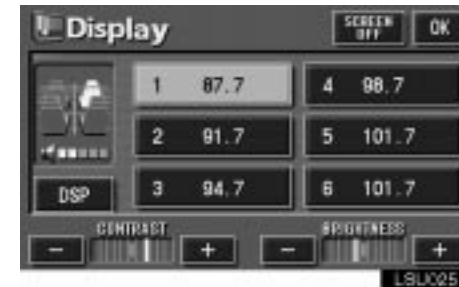 Display SCREEN OFF OK
1 87.7 4 98.7
2 91.7 5 101.7
DSP 3 94.7 6 101.7
CONTRAST BRIGHTNESS
- + - +
LSU025